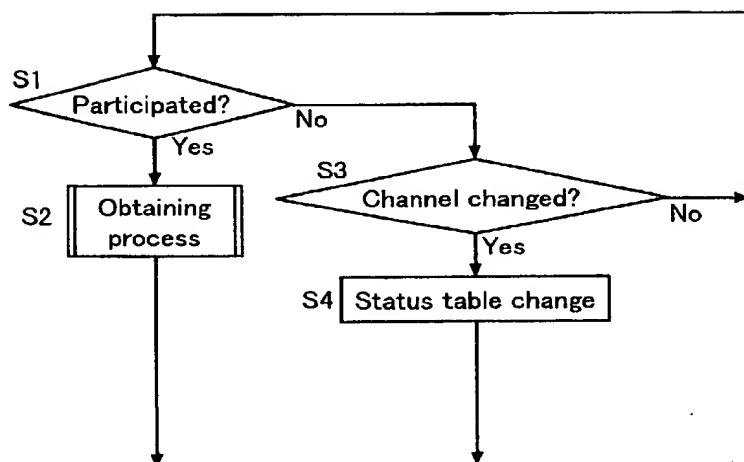 S1
Participated?
No
Yes
S2
Obtaining
process
S3
Channel changed?
No
Yes
S4
Status table change